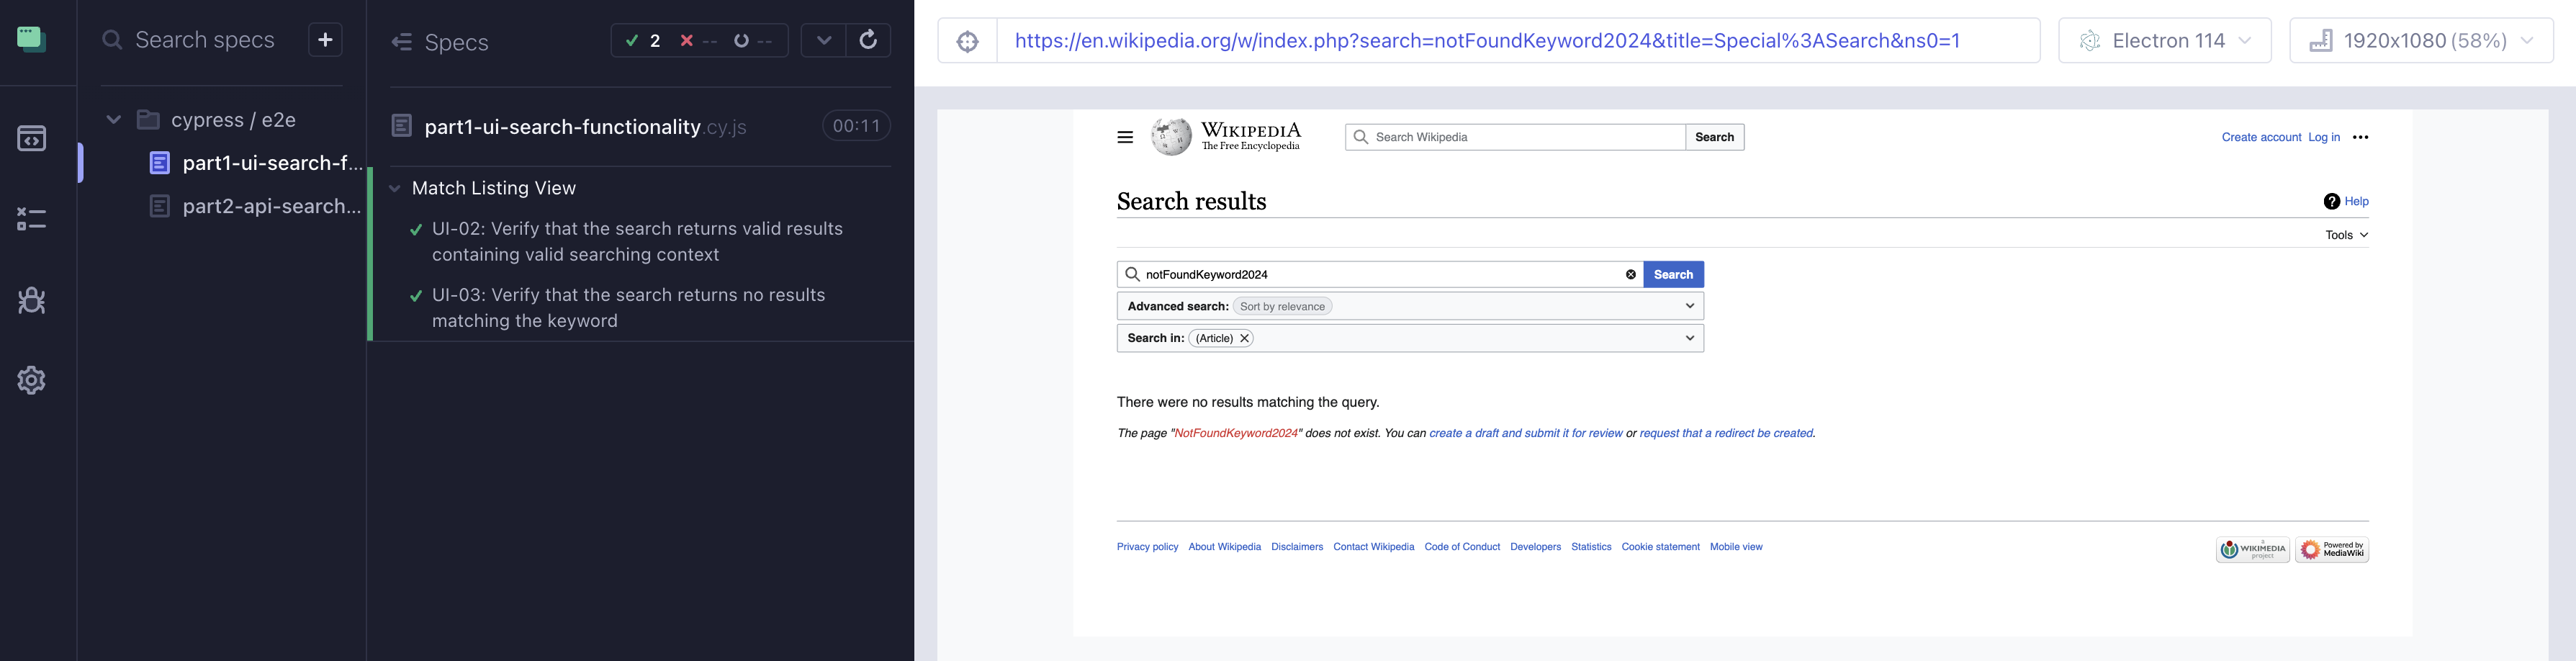 Search specs
+
cypress / e2e
part1-ui-search-f...
part2-api-search...
Specs
2 -- --
part1-ui-search-functionality.cy.js
00:11
Match Listing View
UI-02: Verify that the search returns valid results
containing valid searching context
UI-03: Verify that the search returns no results
matching the keyword
https://en.wikipedia.org/w/index.php?search=notFoundKeyword2024&title=Special%3ASearch&ns0=1
Electron 114
1920x1080 (58%)
WIKIPEDIA
The Free Encyclopedia
Search Wikipedia
Search
Create account Log in
Search results
Help
Tools
notFoundKeyword2024
Search
Advanced search: Sort by relevance
Search in: (Article)
There were no results matching the query.
The page "NotFoundKeyword2024" does not exist. You can create a draft and submit it for review or request that a redirect be created.
Privacy policy About Wikipedia Disclaimers Contact Wikipedia Code of Conduct Developers Statistics Cookie statement Mobile view
a
WIKIMEDIA
project
Powered by
MediaWiki